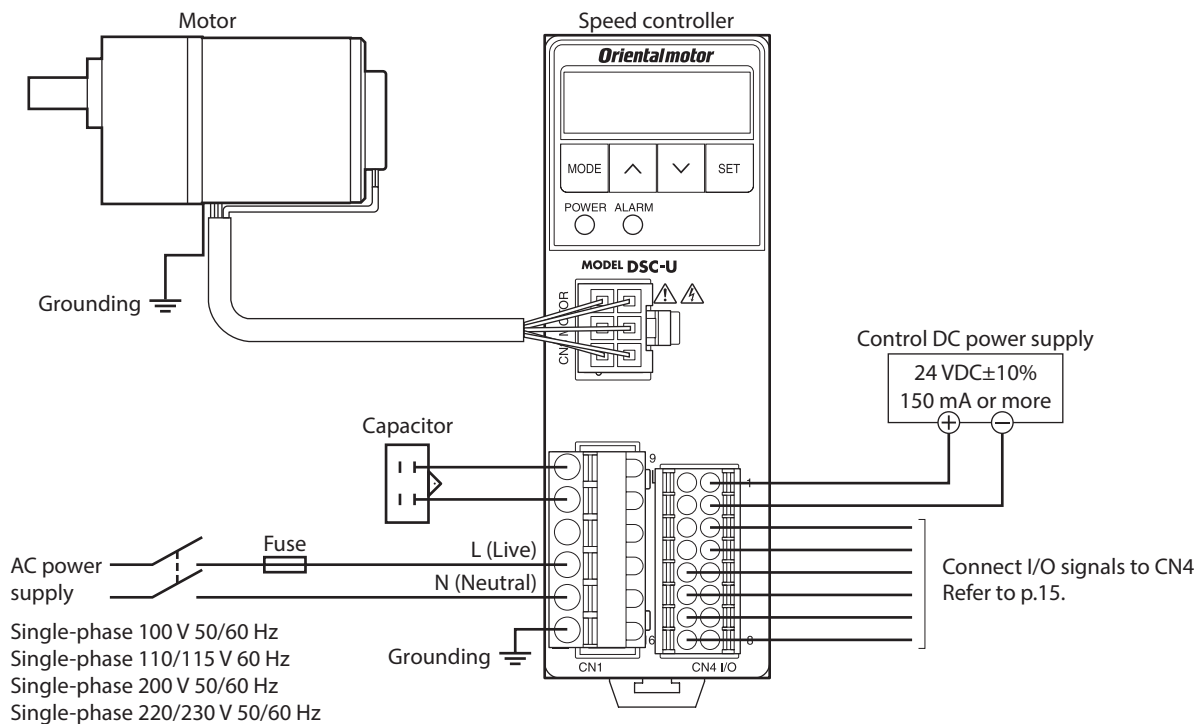 Motor
Speed controller
Orientalmotor
MODE
SET
POWER ALARM
MODEL DSC-U
MOTOR
Grounding
Control DC power supply
24 VDC±10%
150 mA or more
+ −
Capacitor
9
1
AC power
supply
Fuse
L (Live)
N (Neutral)
Connect I/O signals to CN4
Refer to p.15.
Single-phase 100 V 50/60 Hz
Single-phase 110/115 V 60 Hz
Single-phase 200 V 50/60 Hz
Single-phase 220/230 V 50/60 Hz
Grounding
6
8
CN1
CN4 I/O